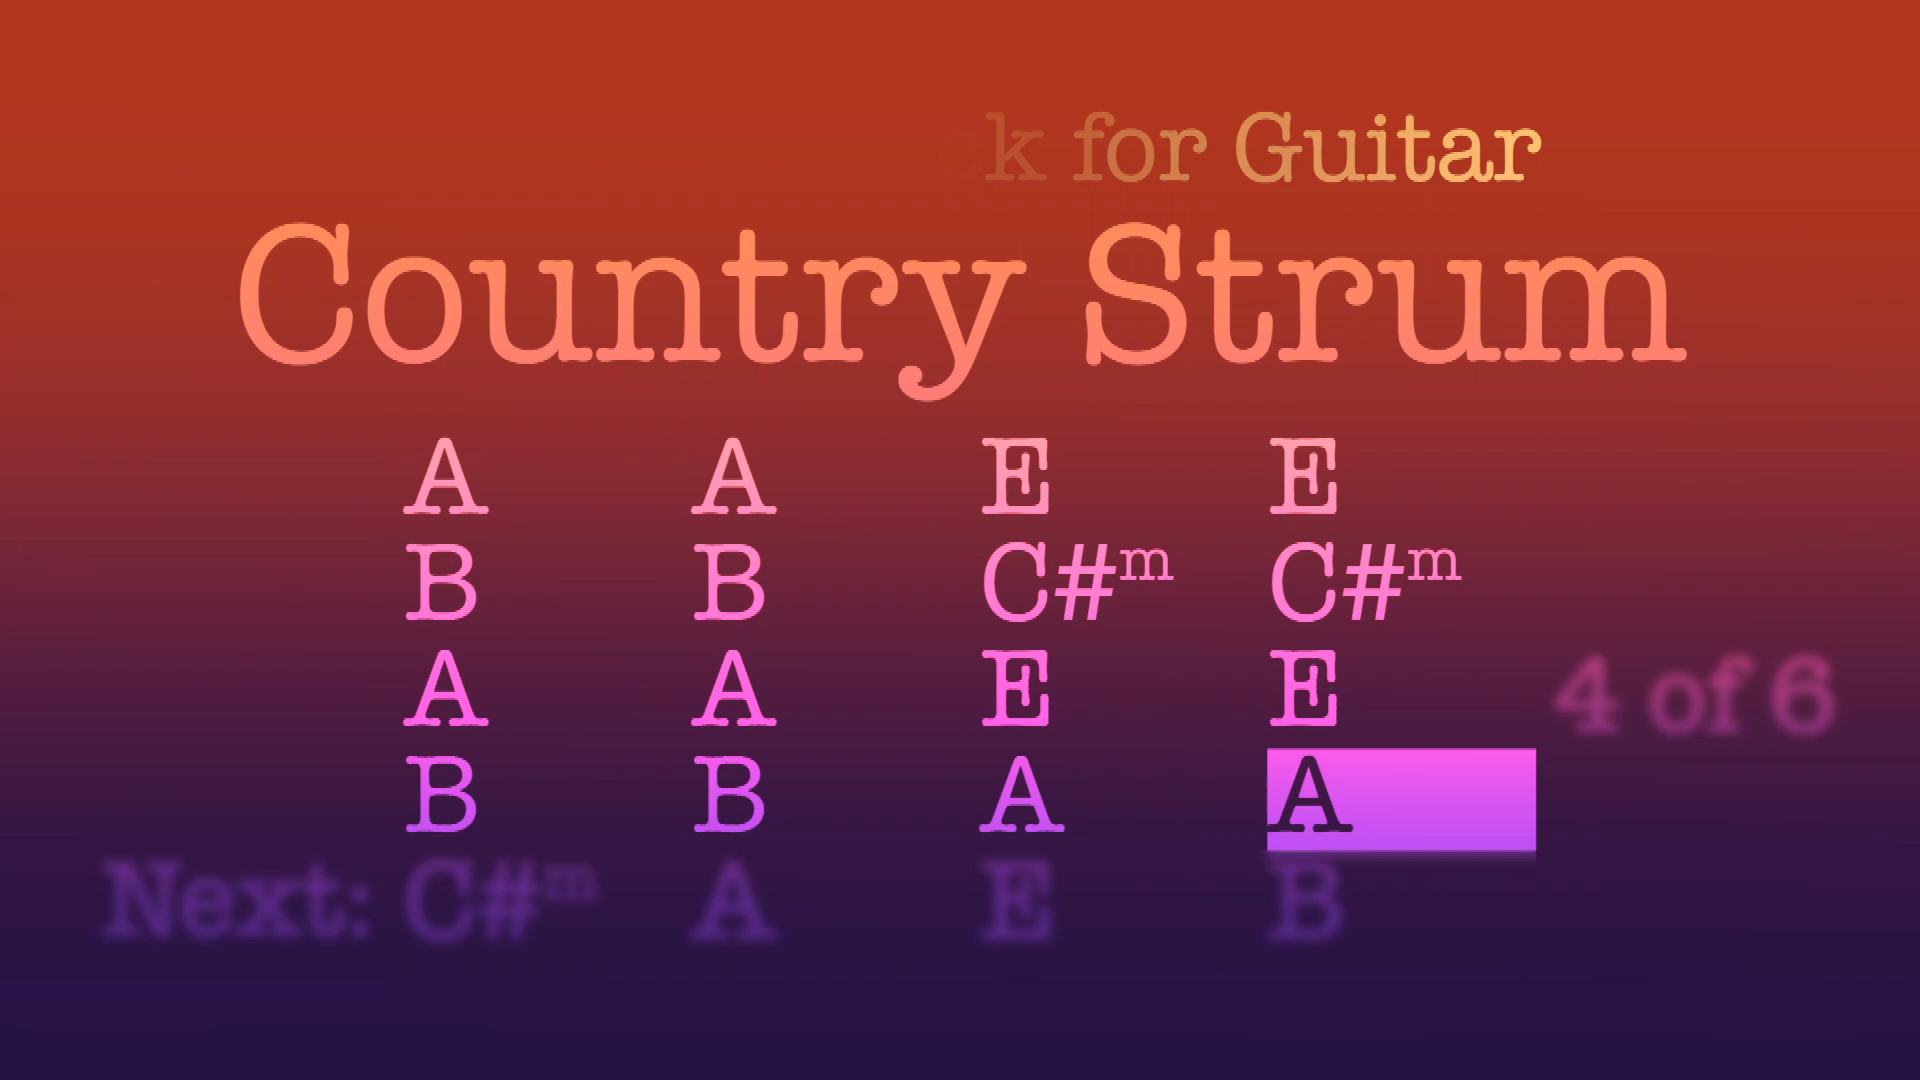 k for Guitar
Country Strum
A A E E
B B C#m C#m
A A E E
4 of 6
B B A A
Next: C#m A E B